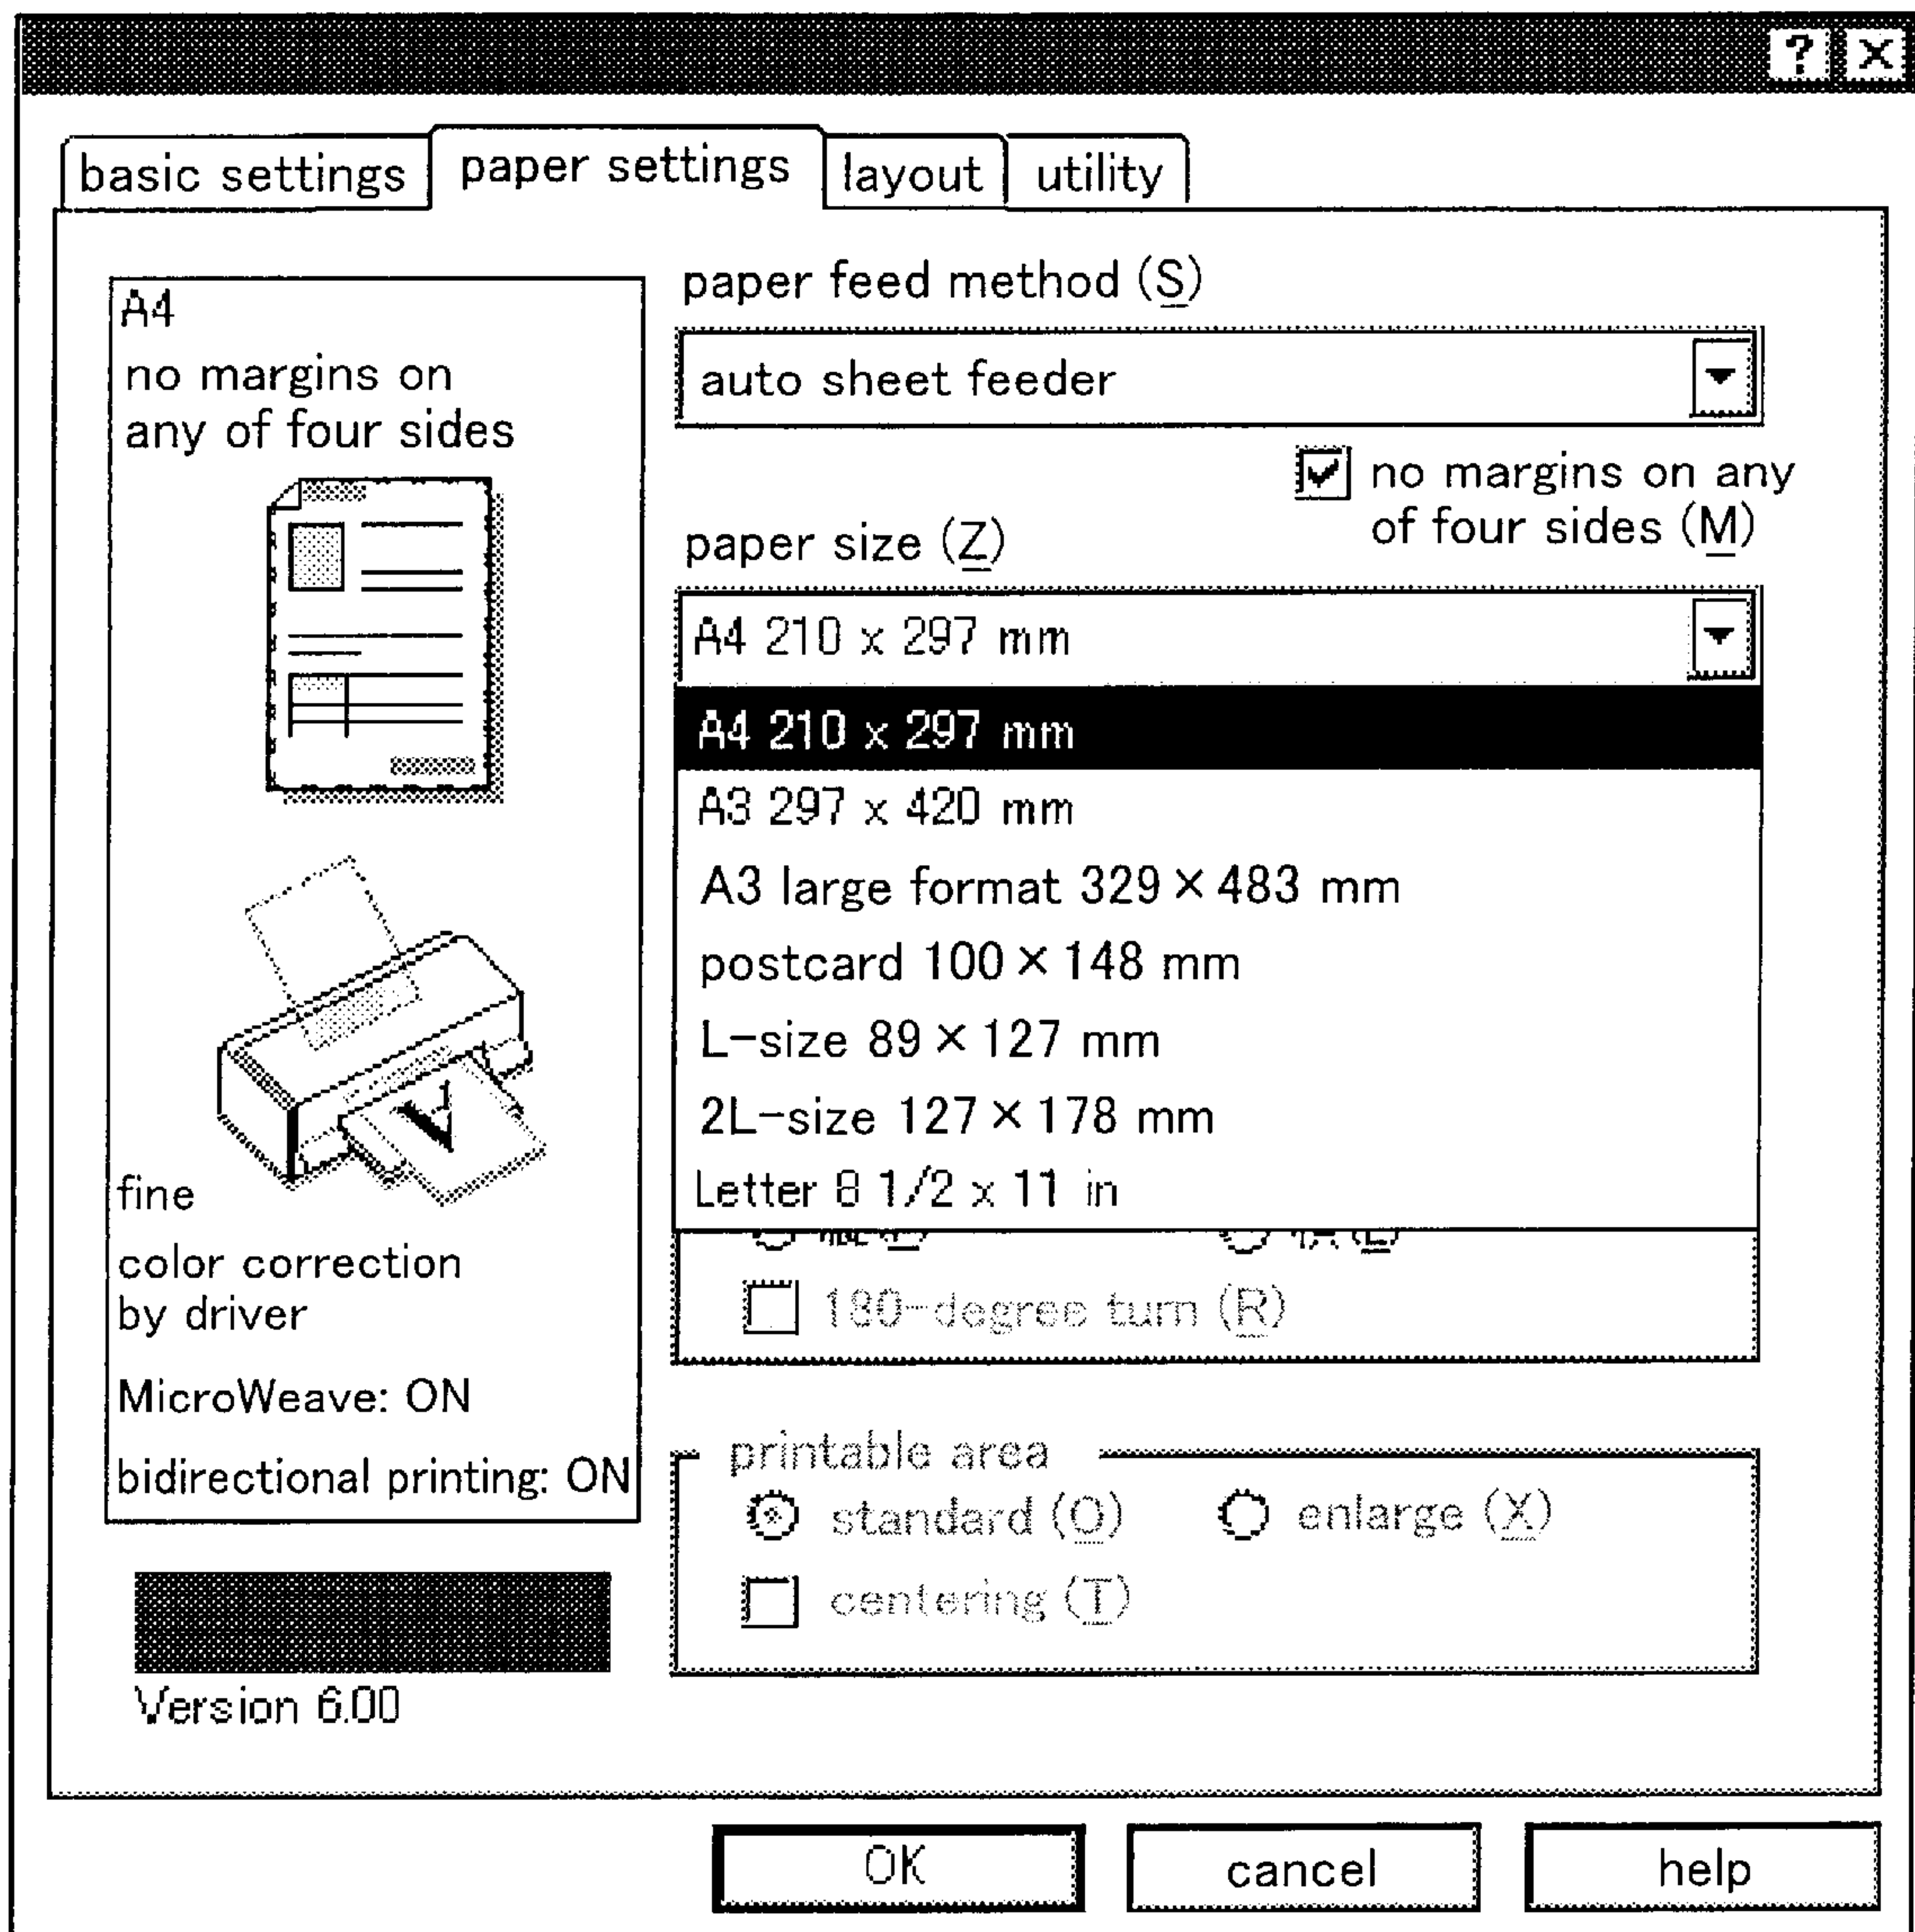 ? X
basic settings paper settings layout utility
A4
no margins on
any of four sides
A
fine
color correction
by driver
MicroWeave: ON
bidirectional printing: ON
Version 6.00
paper feed method (S)
auto sheet feeder
no margins on any
of four sides (M)
paper size (Z)
A4 210 x 297 mm
A4 210 x 297 mm
A3 297 x 420 mm
A3 large format 329 × 483 mm
postcard 100 × 148 mm
L-size 89 × 127 mm
2L-size 127 × 178 mm
Letter 8 1/2 x 11 in
180-degree turn (R)
printable area
standard (O) enlarge (X)
centering (T)
OK cancel help